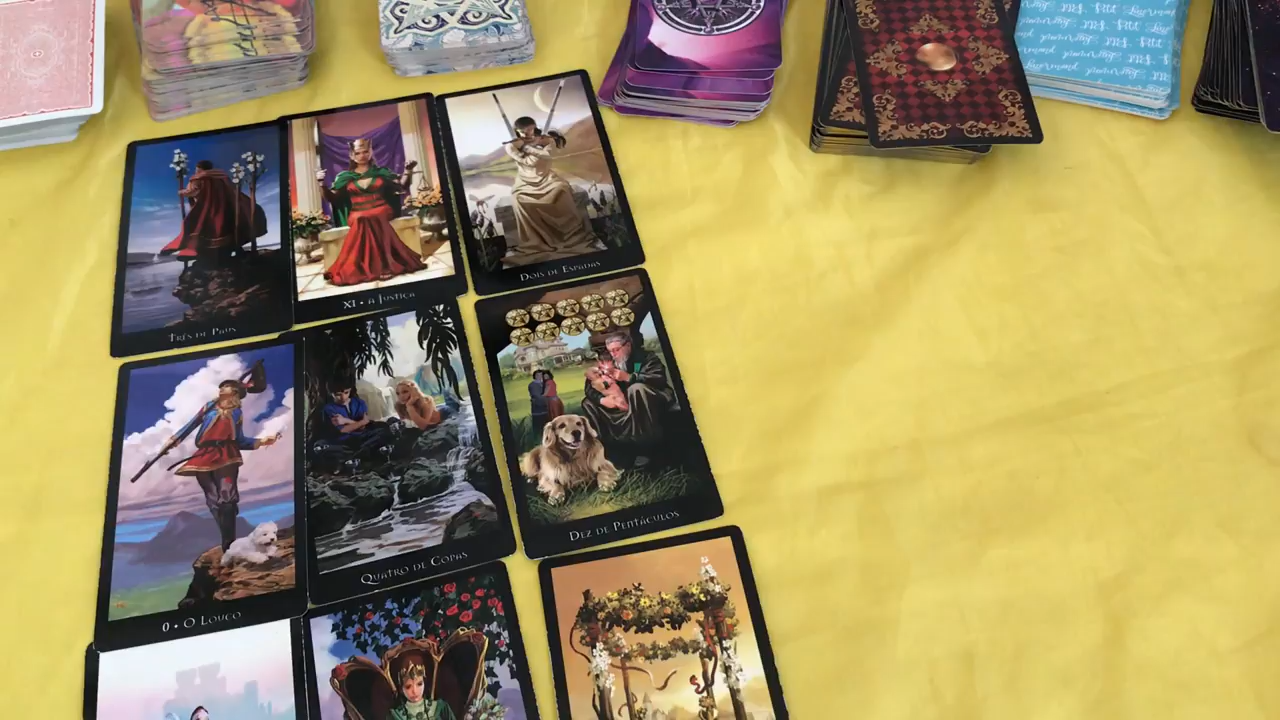 TRÊS DE PAUS
XI • A JUSTIÇA
DOIS DE ESPADAS
0 • O LOUCO
QUATRO DE COPAS
DEZ DE PENTÁCULOS